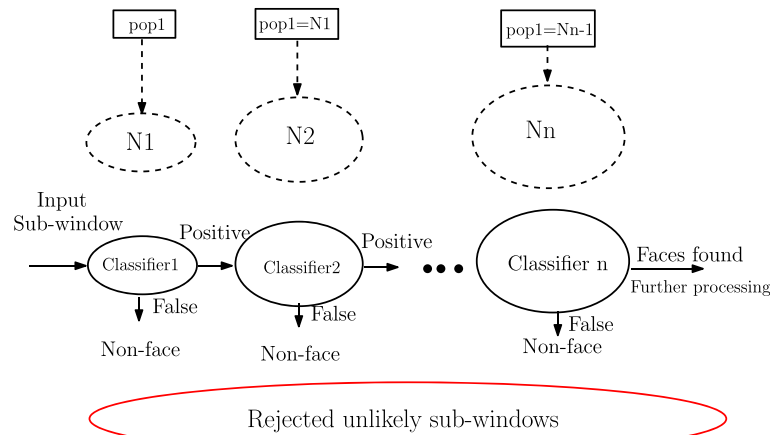 pop1
pop1=N1
pop1=Nn-1
N1
N2
Nn
Input
Sub-window
Positive
Positive
Classifier1
Classifier2
Classifier n
Faces found
Further processing
False
False
False
Non-face
Non-face
Non-face
Rejected unlikely sub-windows